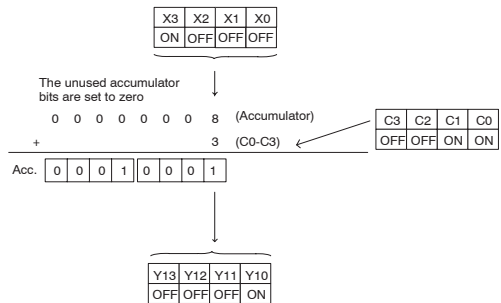 X3 X2 X1 X0
ON OFF OFF OFF
The unused accumulator
bits are set to zero
0 0 0 0 0 0 0 8 (Accumulator)
+ 3 (C0-C3)
C3 C2 C1 C0
OFF OFF ON ON
Acc. 0 0 0 1 0 0 0 1
Y13 Y12 Y11 Y10
OFF OFF OFF ON